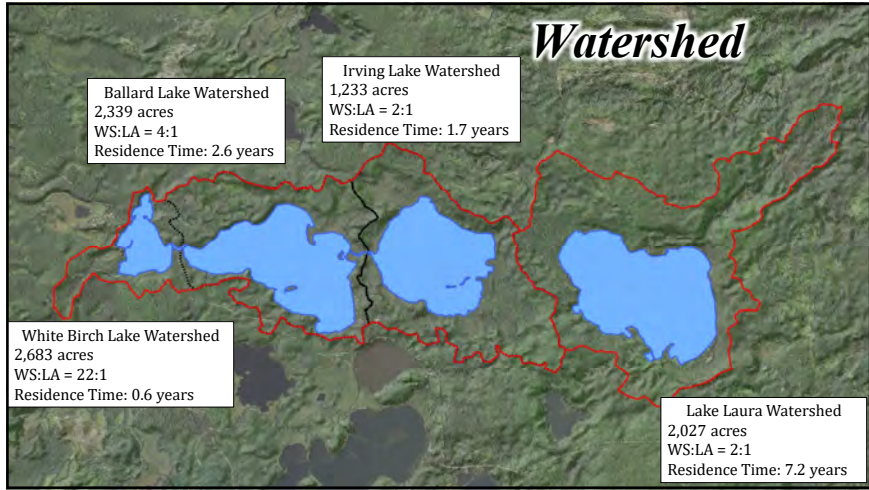 Watershed
Ballard Lake Watershed
2,339 acres
WS:LA = 4:1
Residence Time: 2.6 years
Irving Lake Watershed
1,233 acres
WS:LA = 2:1
Residence Time: 1.7 years
White Birch Lake Watershed
2,683 acres
WS:LA = 22:1
Residence Time: 0.6 years
Lake Laura Watershed
2,027 acres
WS:LA = 2:1
Residence Time: 7.2 years